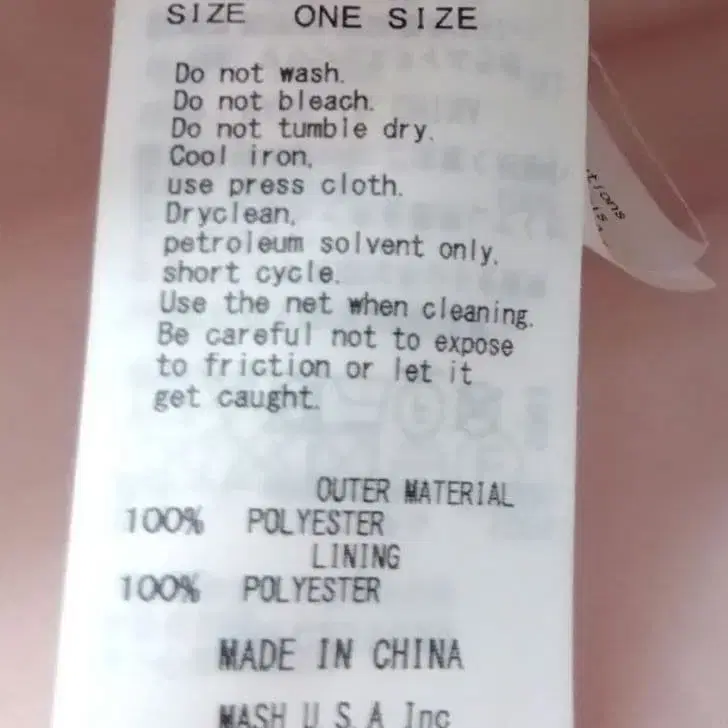 SIZE ONE SIZE
Do not wash.
Do not bleach.
Do not tumble dry.
Cool iron,
use press cloth.
Dryclean,
petroleum solvent only,
short cycle.
Use the net when cleaning.
Be careful not to expose
to friction or let it
get caught.
OUTER MATERIAL
100% POLYESTER
LINING
100% POLYESTER
MADE IN CHINA
MASH U.S.A Inc
tions